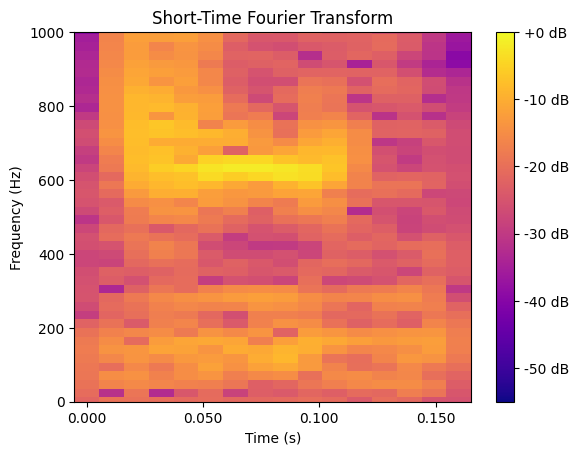 Short-Time Fourier Transform
1000
800
600
400
200
0
Frequency (Hz)
0.000
0.050
0.100
0.150
Time (s)
+0 dB
-10 dB
-20 dB
-30 dB
-40 dB
-50 dB